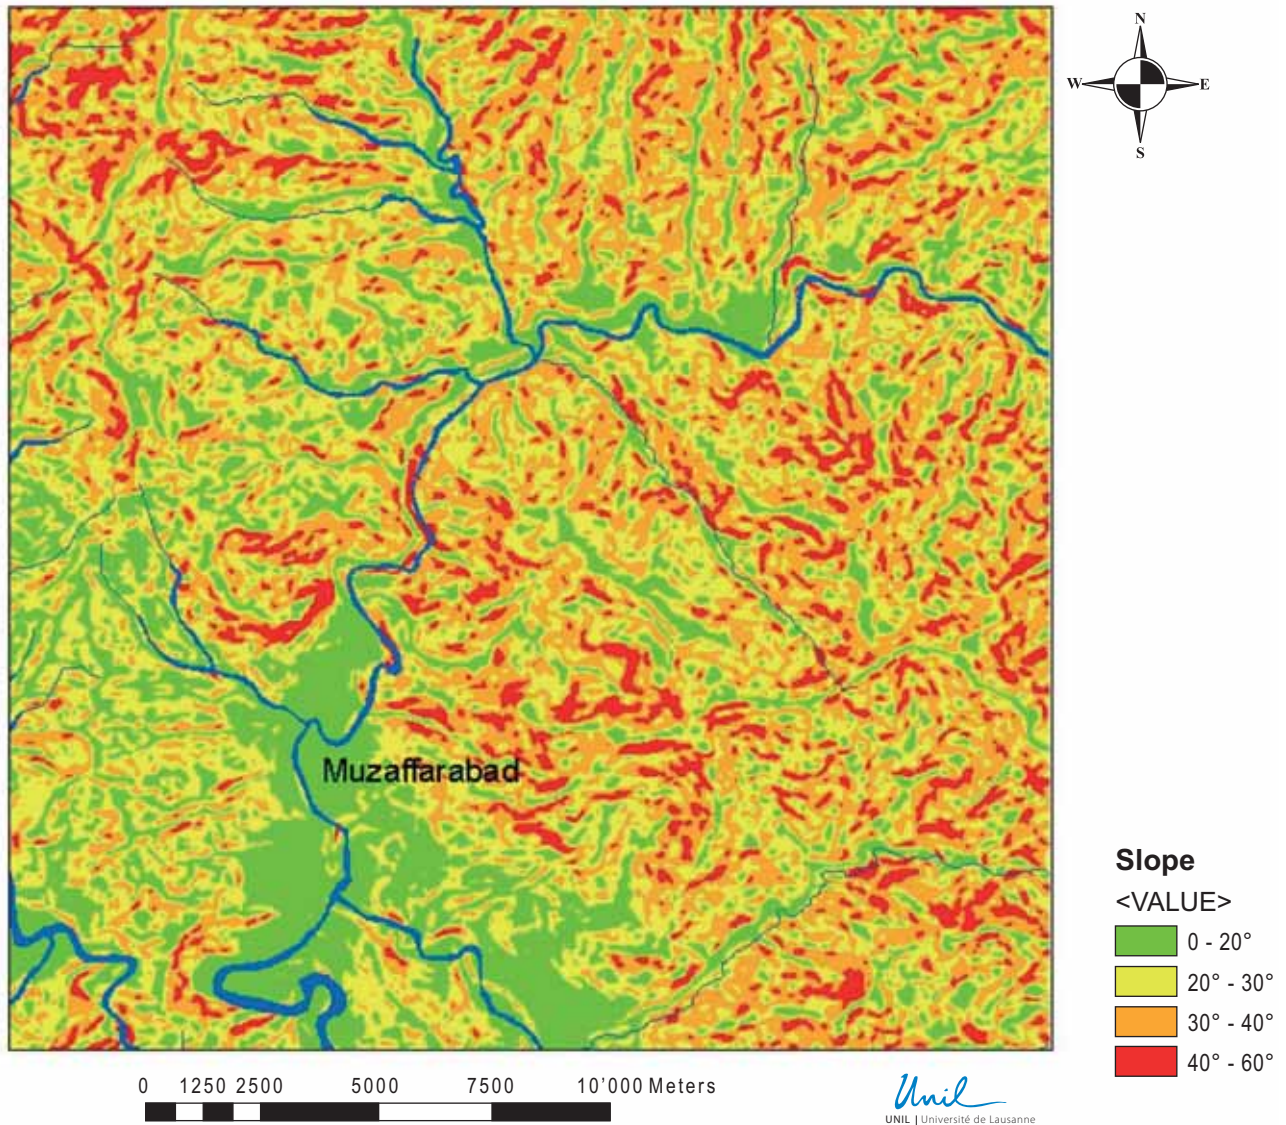 N
W E
S
Muzaffarabad
Slope
<VALUE>
0 - 20°
20° - 30°
30° - 40°
40° - 60°
0 1250 2500 5000 7500 10'000 Meters
Unil
UNIL | Université de Lausanne